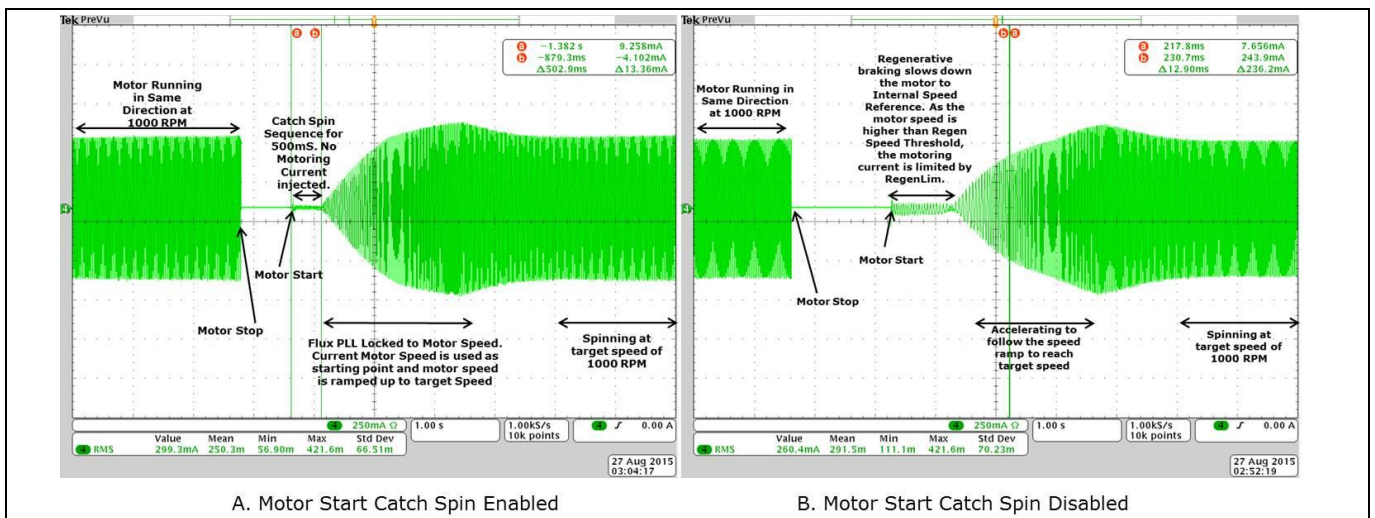 Tek PreVu
a b
a −1.382 s 9.258mA
b −879.3ms −4.102mA
Δ502.9ms Δ13.36mA
Motor Running
in Same
Direction at
1000 RPM
Catch Spin
Sequence for
500mS. No
Motoring
Current
injected.
4
Motor Start
Motor Stop
Flux PLL Locked to Motor Speed.
Current Motor Speed is used as
starting point and motor speed
is ramped up to target Speed
Spinning at
target speed of
1000 RPM
4 250mA Ω 1.00 s 1.00kS/s
10k points
4 0.00 A
Value Mean Min Max Std Dev
4 RMS 299.3mA 250.3m 56.90m 421.6m 66.51m
27 Aug 2015
03:04:17
A. Motor Start Catch Spin Enabled
Tek PreVu
b a
a 217.8ms 7.656mA
b 230.7ms 243.9mA
Δ12.90ms Δ236.2mA
Motor Running in
Same Direction
at 1000 RPM
Regenerative
braking slows down
the motor to
Internal Speed
Reference. As the
motor speed is
higher than Regen
Speed Threshold,
the motoring
current is limited by
RegenLim.
4
Motor Start
Motor Stop
Accelerating to
follow the speed
ramp to reach
target speed
Spinning at
target speed of
1000 RPM
4 250mA Ω 1.00 s 1.00kS/s
10k points
4 0.00 A
Value Mean Min Max Std Dev
4 RMS 260.4mA 291.5m 111.1m 421.6m 70.23m
27 Aug 2015
02:52:19
B. Motor Start Catch Spin Disabled